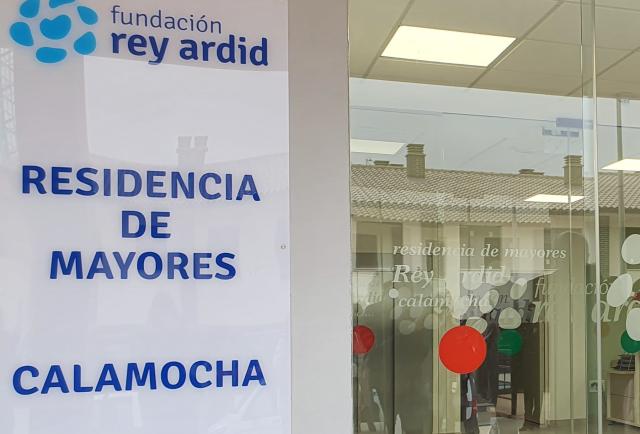 fundación
rey ardid
RESIDENCIA
DE
MAYORES
CALAMOCHA
residencia de mayores
Rey ardid
calamocha
fundación